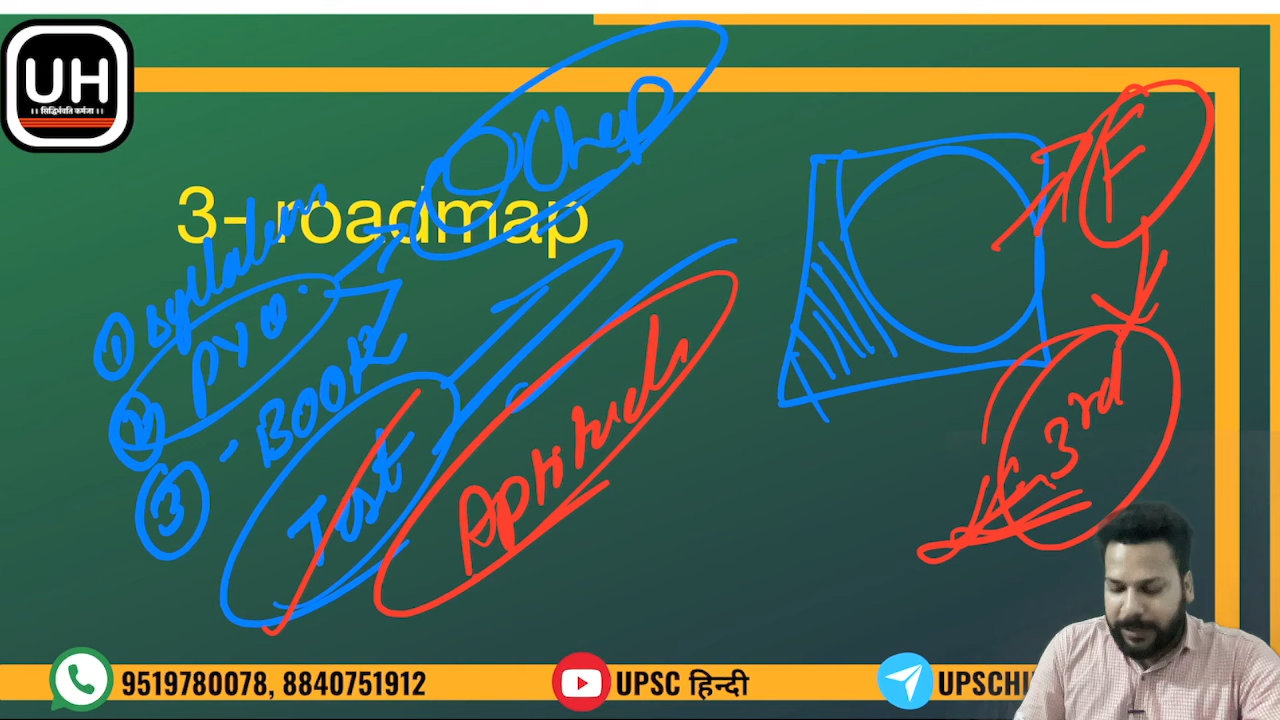 UH
।। सिद्धिर्भवति कर्मजा ।।
3- roadmap
Chap
① syllabus
② PYQ
③ - BOOK
Test
Aptitud
F
3rd
9519780078, 8840751912
UPSC हिन्दी
UPSCHI